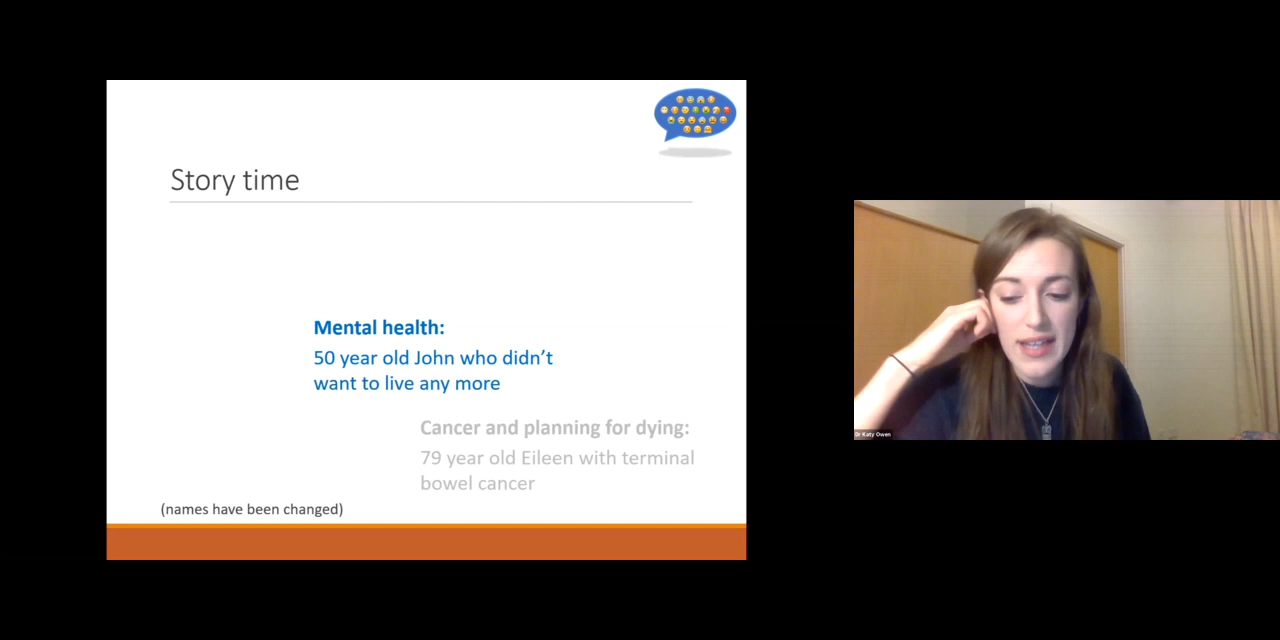 Story time
Mental health:
50 year old John who didn’t
want to live any more
Cancer and planning for dying:
79 year old Eileen with terminal
bowel cancer
(names have been changed)
Dr Katy Owen